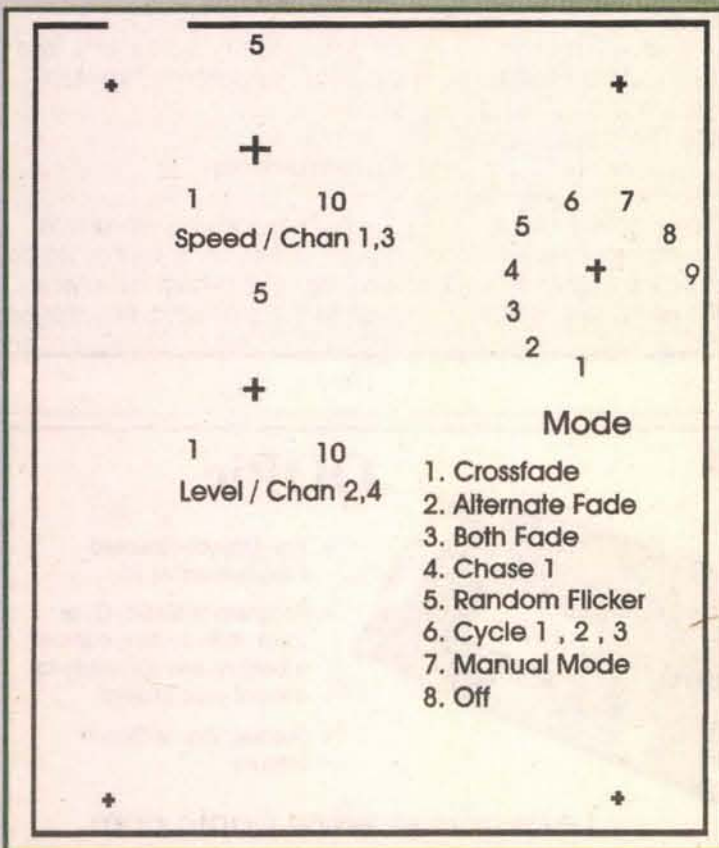 5
1 10
Speed / Chan 1,3
5
1 10
Level / Chan 2,4
6 7
5 8
4 9
3
2
1
Mode
1. Crossfade
2. Alternate Fade
3. Both Fade
4. Chase 1
5. Random Flicker
6. Cycle 1 , 2 , 3
7. Manual Mode
8. Off